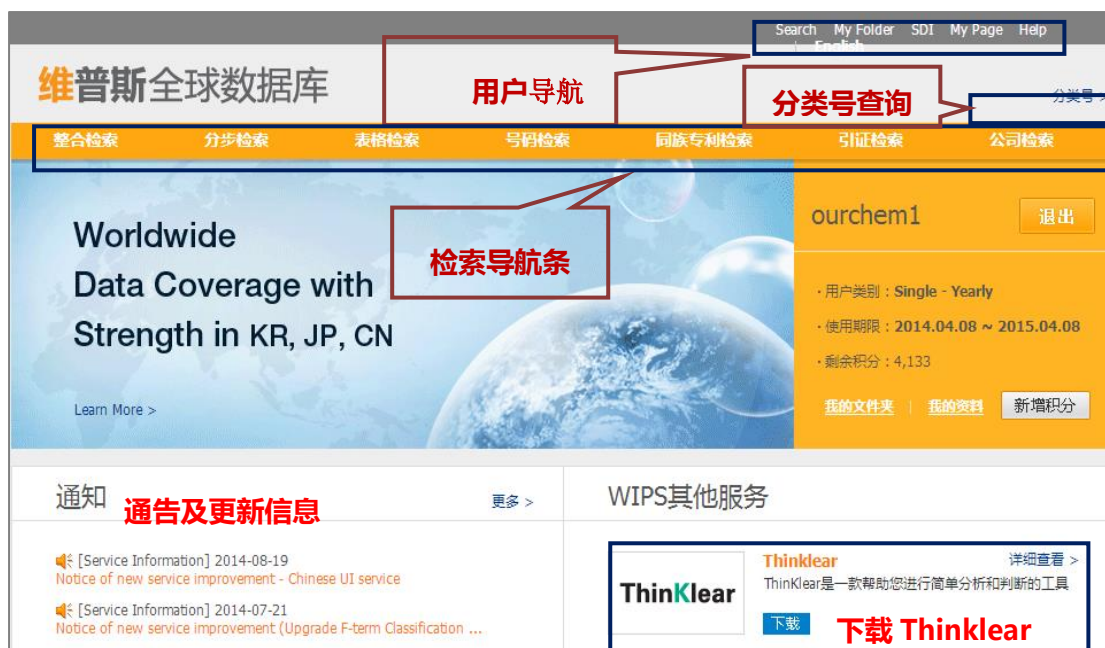 Search My Folder SDI My Page Help
English
维普斯全球数据库
用户导航
分类号查询
分类号 >
整合检索 分步检索 表格检索 号码检索 同族专利检索 引证检索 公司检索
Worldwide
Data Coverage with
Strength in KR, JP, CN
Learn More >
检索导航条
ourchem1
退出
·用户类别：Single - Yearly
·使用期限：2014.04.08 ~ 2015.04.08
·剩余积分：4,133
我的文件夹 | 我的资料 新增积分
通知
通告及更新信息
更多 >
[Service Information] 2014-08-19
Notice of new service improvement - Chinese UI service
[Service Information] 2014-07-21
Notice of new service improvement (Upgrade F-term Classification ...
WIPS其他服务
ThinKlear
Thinklear
详细查看 >
ThinKlear是一款帮助您进行简单分析和判断的工具
下载
下载 Thinklear